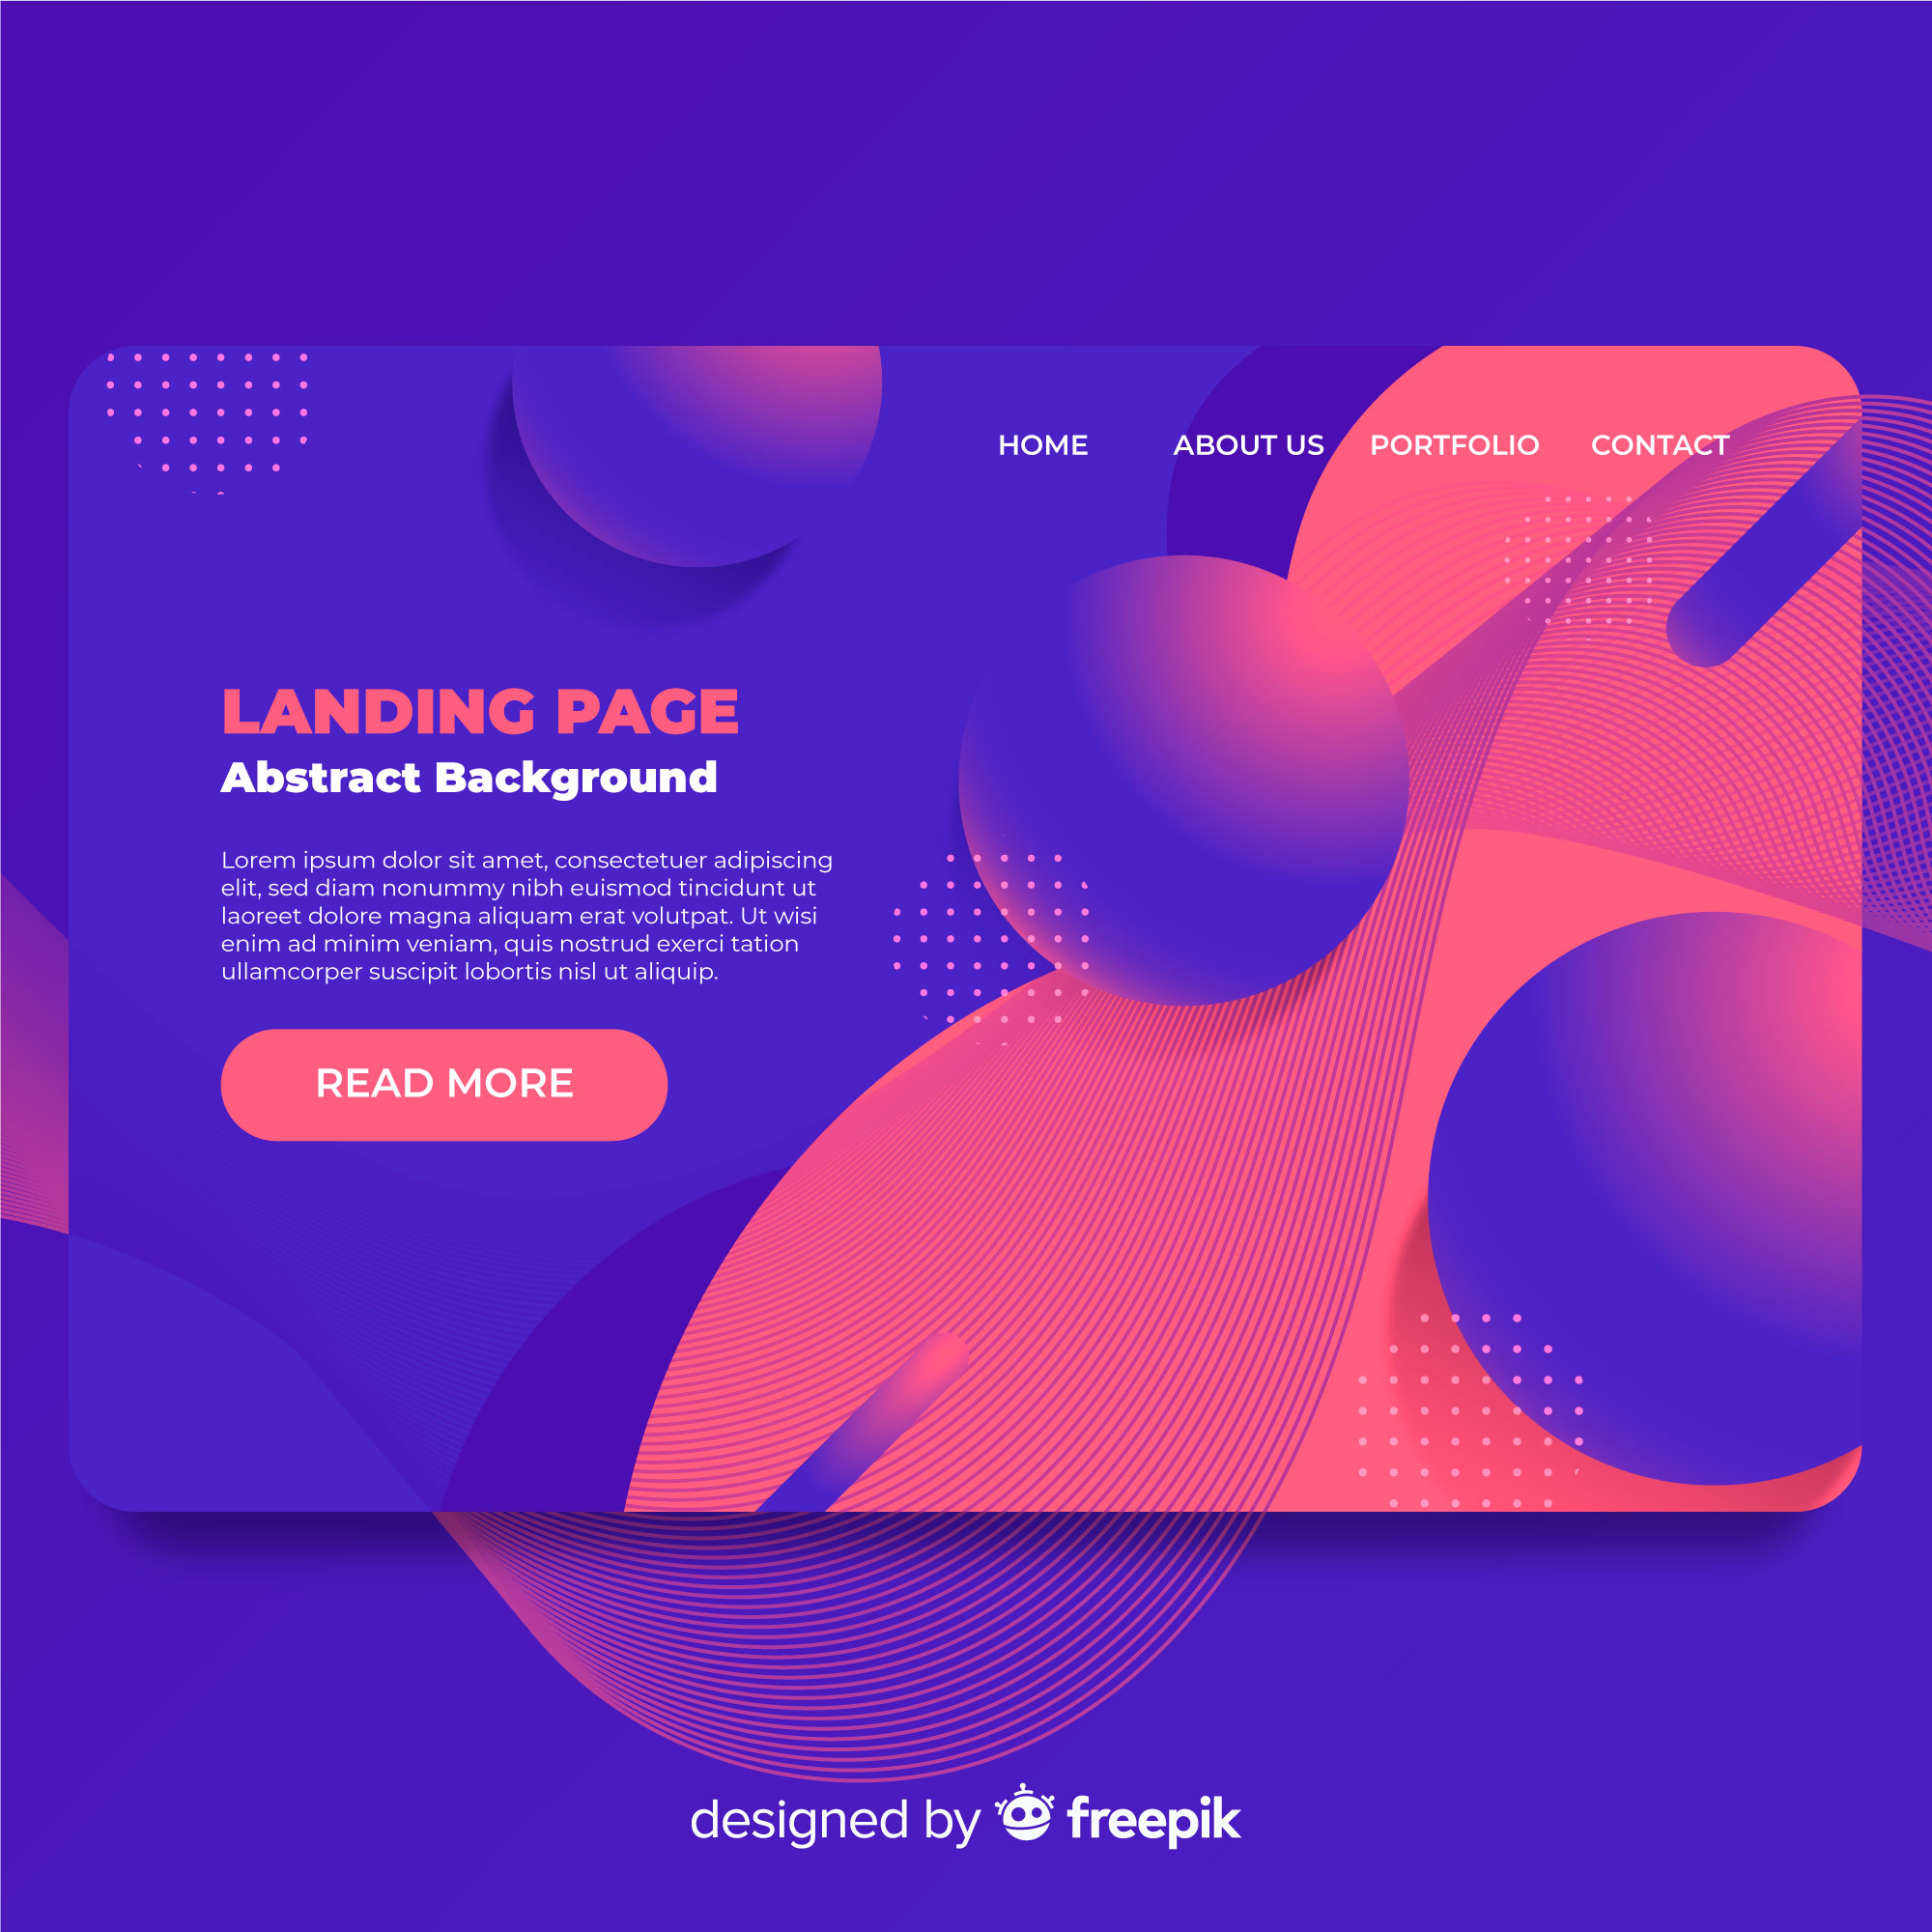 HOME ABOUT US PORTFOLIO CONTACT
LANDING PAGE
Abstract Background
Lorem ipsum dolor sit amet, consectetuer adipiscing
elit, sed diam nonummy nibh euismod tincidunt ut
laoreet dolore magna aliquam erat volutpat. Ut wisi
enim ad minim veniam, quis nostrud exerci tation
ullamcorper suscipit lobortis nisl ut aliquip.
READ MORE
designed by freepik